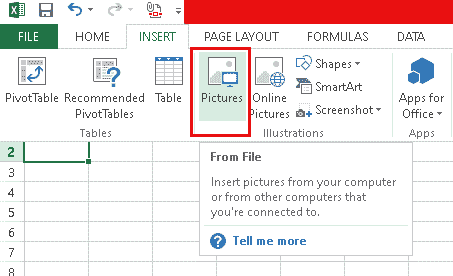 FILE HOME INSERT PAGE LAYOUT FORMULAS DATA
PivotTable Recommended PivotTables Table Pictures Online Pictures Shapes SmartArt Screenshot Apps for Office
Tables Illustrations Apps
2
3
From File
4
Insert pictures from your computer
5
or from other computers that
you're connected to.
6
Tell me more
7
8